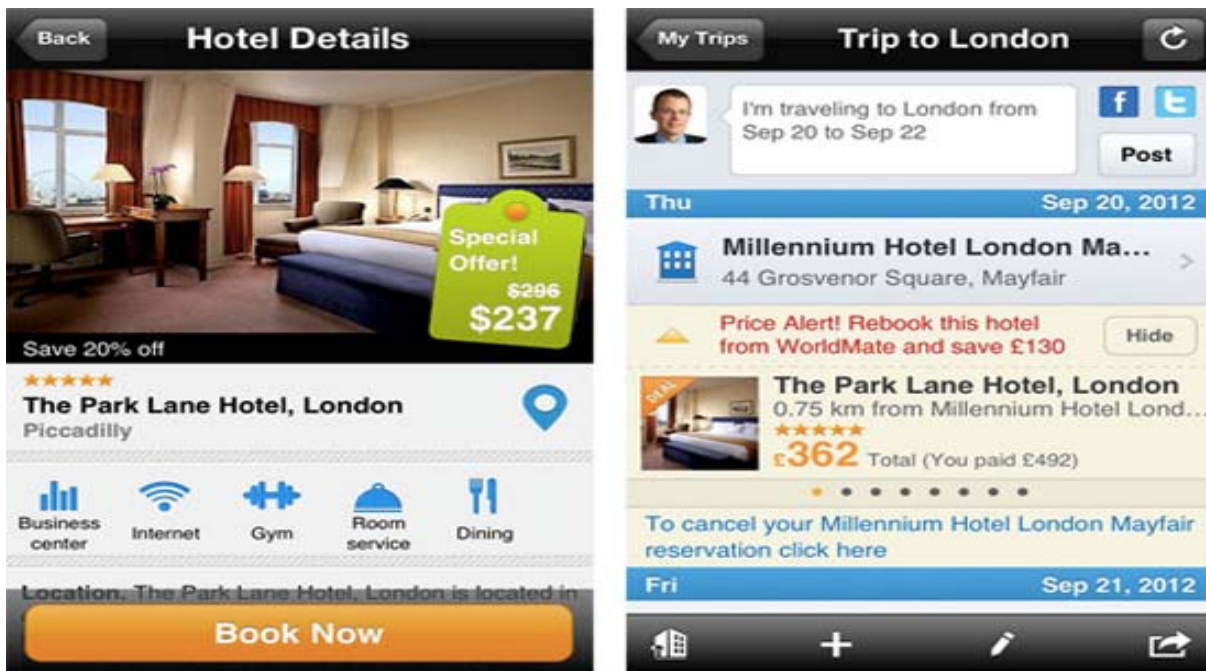 Back
Hotel Details
Special
Offer!
$296
$237
Save 20% off
The Park Lane Hotel, London
Piccadilly
Business
center
Internet
Gym
Room
service
Dining
Location. The Park Lane Hotel, London is located in
Book Now
My Trips
Trip to London
I'm traveling to London from
Sep 20 to Sep 22
f
t
Post
Thu
Sep 20, 2012
Millennium Hotel London Ma...
44 Grosvenor Square, Mayfair
Price Alert! Rebook this hotel
from WorldMate and save £130
Hide
DEAL
The Park Lane Hotel, London
0.75 km from Millennium Hotel Lond...
£362 Total (You paid £492)
To cancel your Millennium Hotel London Mayfair
reservation click here
Fri
Sep 21, 2012